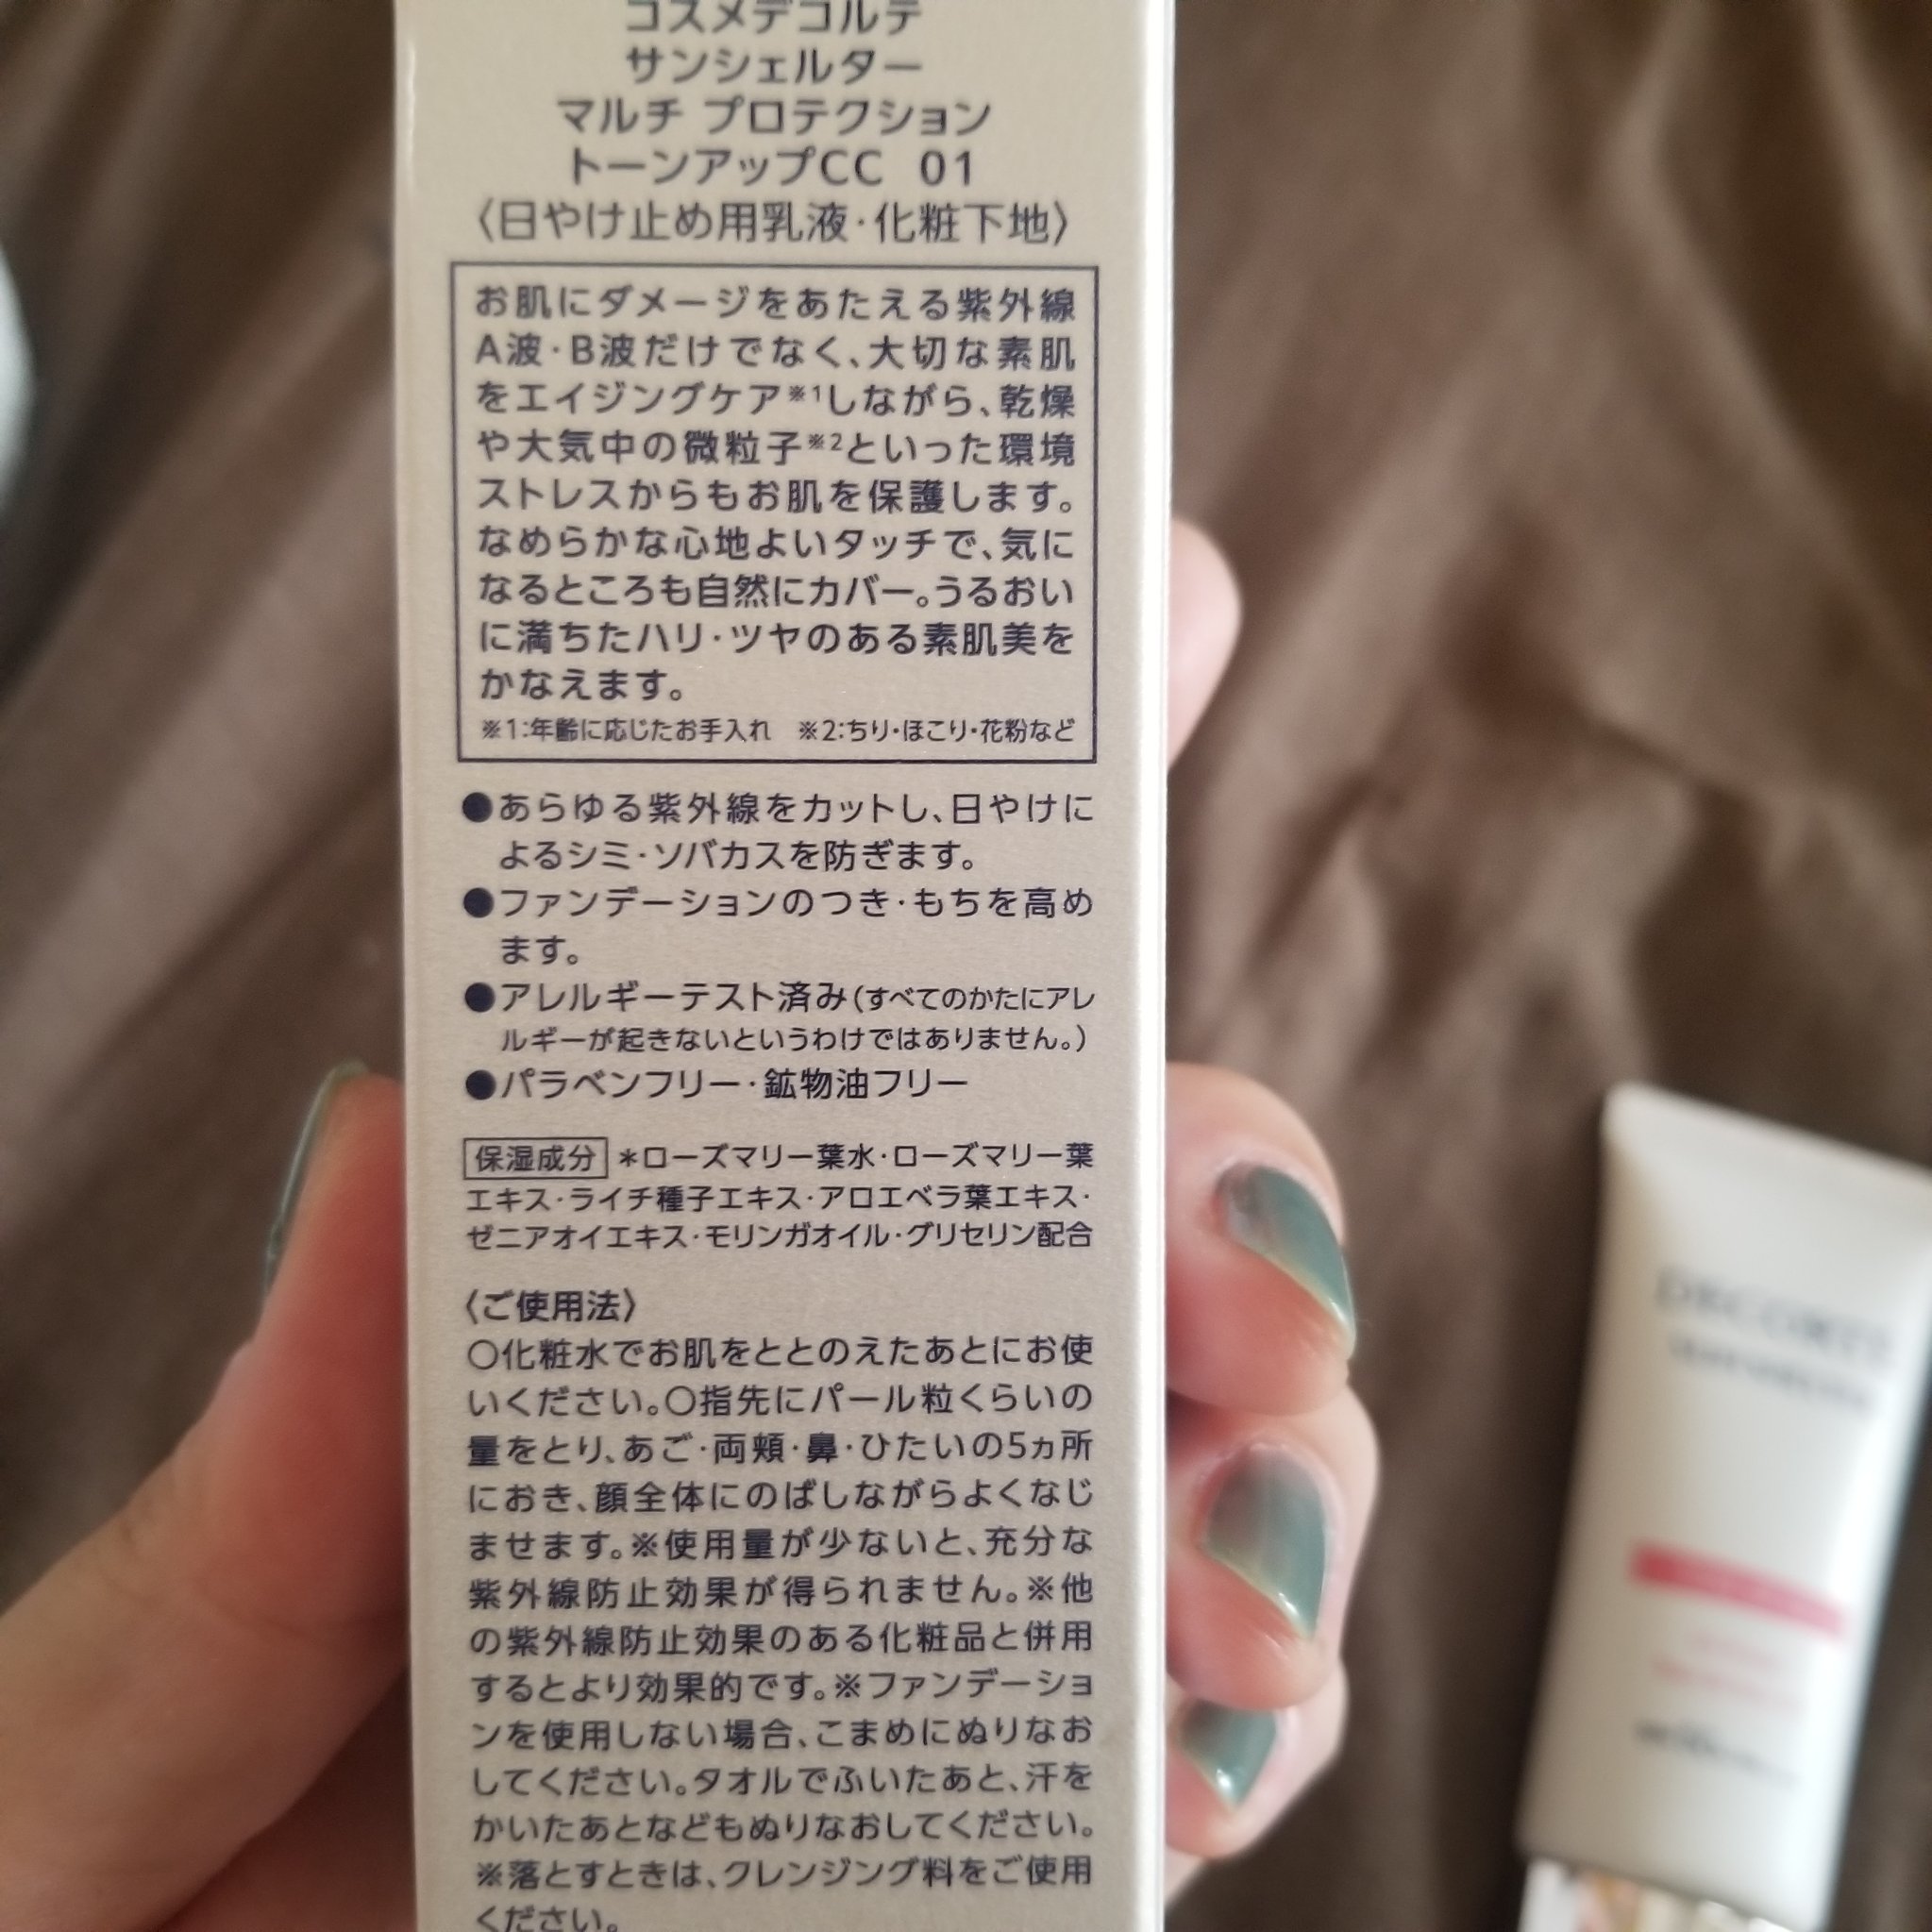 コスメデコルテ
サンシェルター
マルチ プロテクション
トーンアップCC 01
〈日やけ止め用乳液・化粧下地〉
お肌にダメージをあたえる紫外線
A波・B波だけでなく、大切な素肌
をエイジングケア※1しながら、乾燥
や大気中の微粒子※2といった環境
ストレスからもお肌を保護します。
なめらかな心地よいタッチで、気に
なるところも自然にカバー。うるおい
に満ちたハリ・ツヤのある素肌美を
かなえます。
※1:年齢に応じたお手入れ ※2:ちり・ほこり・花粉など
●あらゆる紫外線をカットし、日やけに
よるシミ・ソバカスを防ぎます。
●ファンデーションのつき・もちを高め
ます。
●アレルギーテスト済み(すべてのかたにアレ
ルギーが起きないというわけではありません。)
●パラベンフリー・鉱物油フリー
保湿成分 *ローズマリー葉水・ローズマリー葉
エキス・ライチ種子エキス・アロエベラ葉エキス・
ゼニアオイエキス・モリンガオイル・グリセリン配合
〈ご使用法〉
○化粧水でお肌をととのえたあとにお使
いください。○指先にパール粒くらいの
量をとり、あご・両頬・鼻・ひたいの5ヵ所
におき、顔全体にのばしながらよくなじ
ませます。※使用量が少ないと、充分な
紫外線防止効果が得られません。※他
の紫外線防止効果のある化粧品と併用
するとより効果的です。※ファンデーショ
ンを使用しない場合、こまめにぬりなお
してください。タオルでふいたあと、汗を
かいたあとなどもぬりなおしてください。
※落とすときは、クレンジング料をご使用
ください。
DECORTÉ